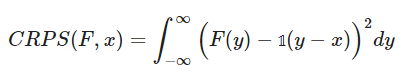 CRPS(F, x) = ∫_{-∞}^{∞} (F(y) − 𝟙(y − x))² dy